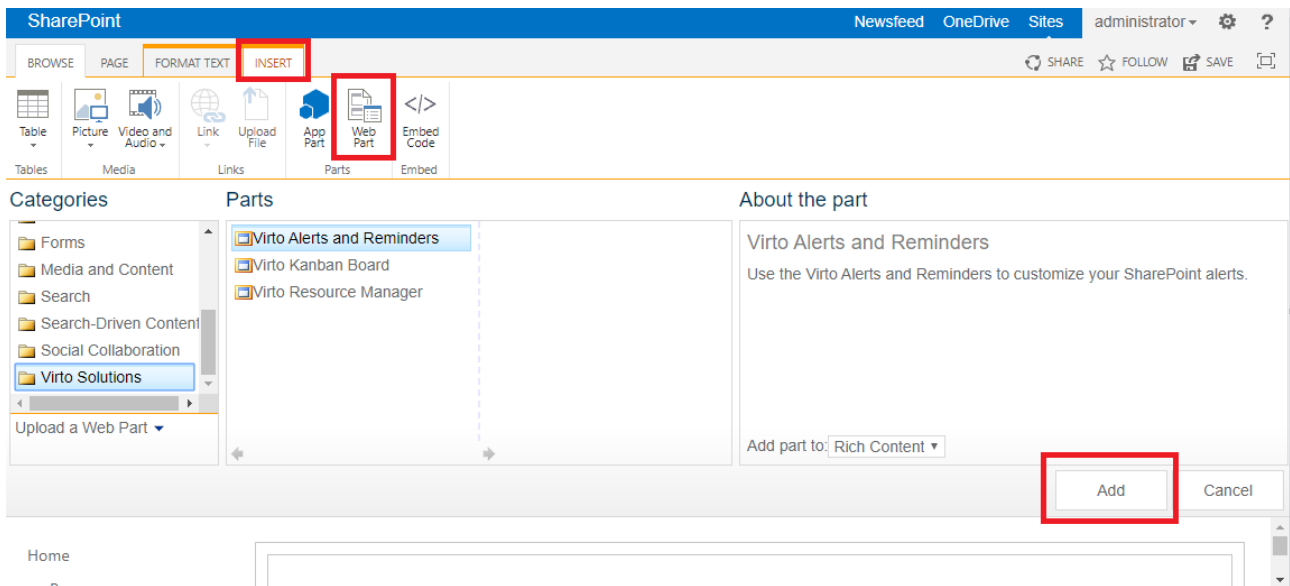 SharePoint
Newsfeed OneDrive Sites administrator ?
BROWSE PAGE FORMAT TEXT INSERT
SHARE FOLLOW SAVE
Table
Picture
Video and Audio
Link
Upload File
App Part
Web Part
</>
Embed Code
Tables Media Links Parts Embed
Categories
Forms
Media and Content
Search
Search-Driven Content
Social Collaboration
Virto Solutions
Upload a Web Part
Parts
Virto Alerts and Reminders
Virto Kanban Board
Virto Resource Manager
About the part
Virto Alerts and Reminders
Use the Virto Alerts and Reminders to customize your SharePoint alerts.
Add part to: Rich Content
Add Cancel
Home